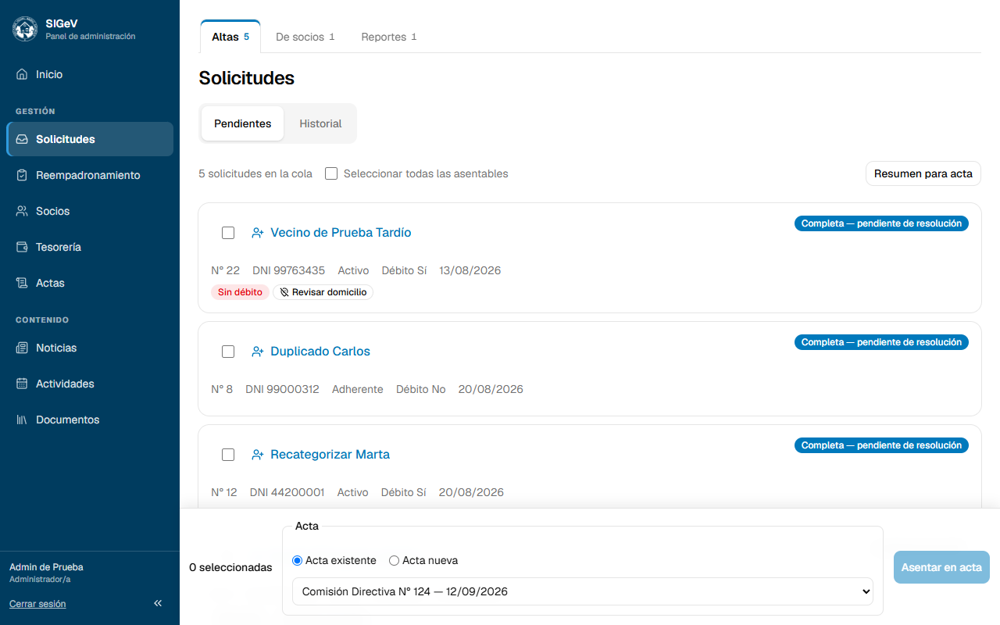 SIGeV
Panel de administración
Inicio
GESTIÓN
Solicitudes
Reempadronamiento
Socios
Tesorería
Actas
CONTENIDO
Noticias
Actividades
Documentos
Admin de Prueba
Administrador/a
Cerrar sesión «
Altas 5 De socios 1 Reportes 1
Solicitudes
Pendientes Historial
5 solicitudes en la cola Seleccionar todas las asentables Resumen para acta
Vecino de Prueba Tardío Completa — pendiente de resolución
N° 22 DNI 99763435 Activo Débito Sí 13/08/2026
Sin débito Revisar domicilio
Duplicado Carlos Completa — pendiente de resolución
N° 8 DNI 99000312 Adherente Débito No 20/08/2026
Recategorizar Marta Completa — pendiente de resolución
N° 12 DNI 44200001 Activo Débito Sí 20/08/2026
Acta
0 seleccionadas Acta existente Acta nueva Asentar en acta
Comisión Directiva N° 124 — 12/09/2026